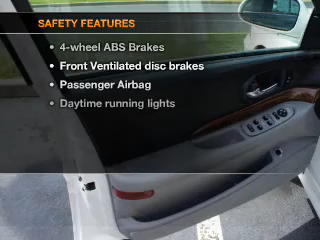 SAFETY FEATURES
• 4-wheel ABS Brakes
• Front Ventilated disc brakes
• Passenger Airbag
• Daytime running lights